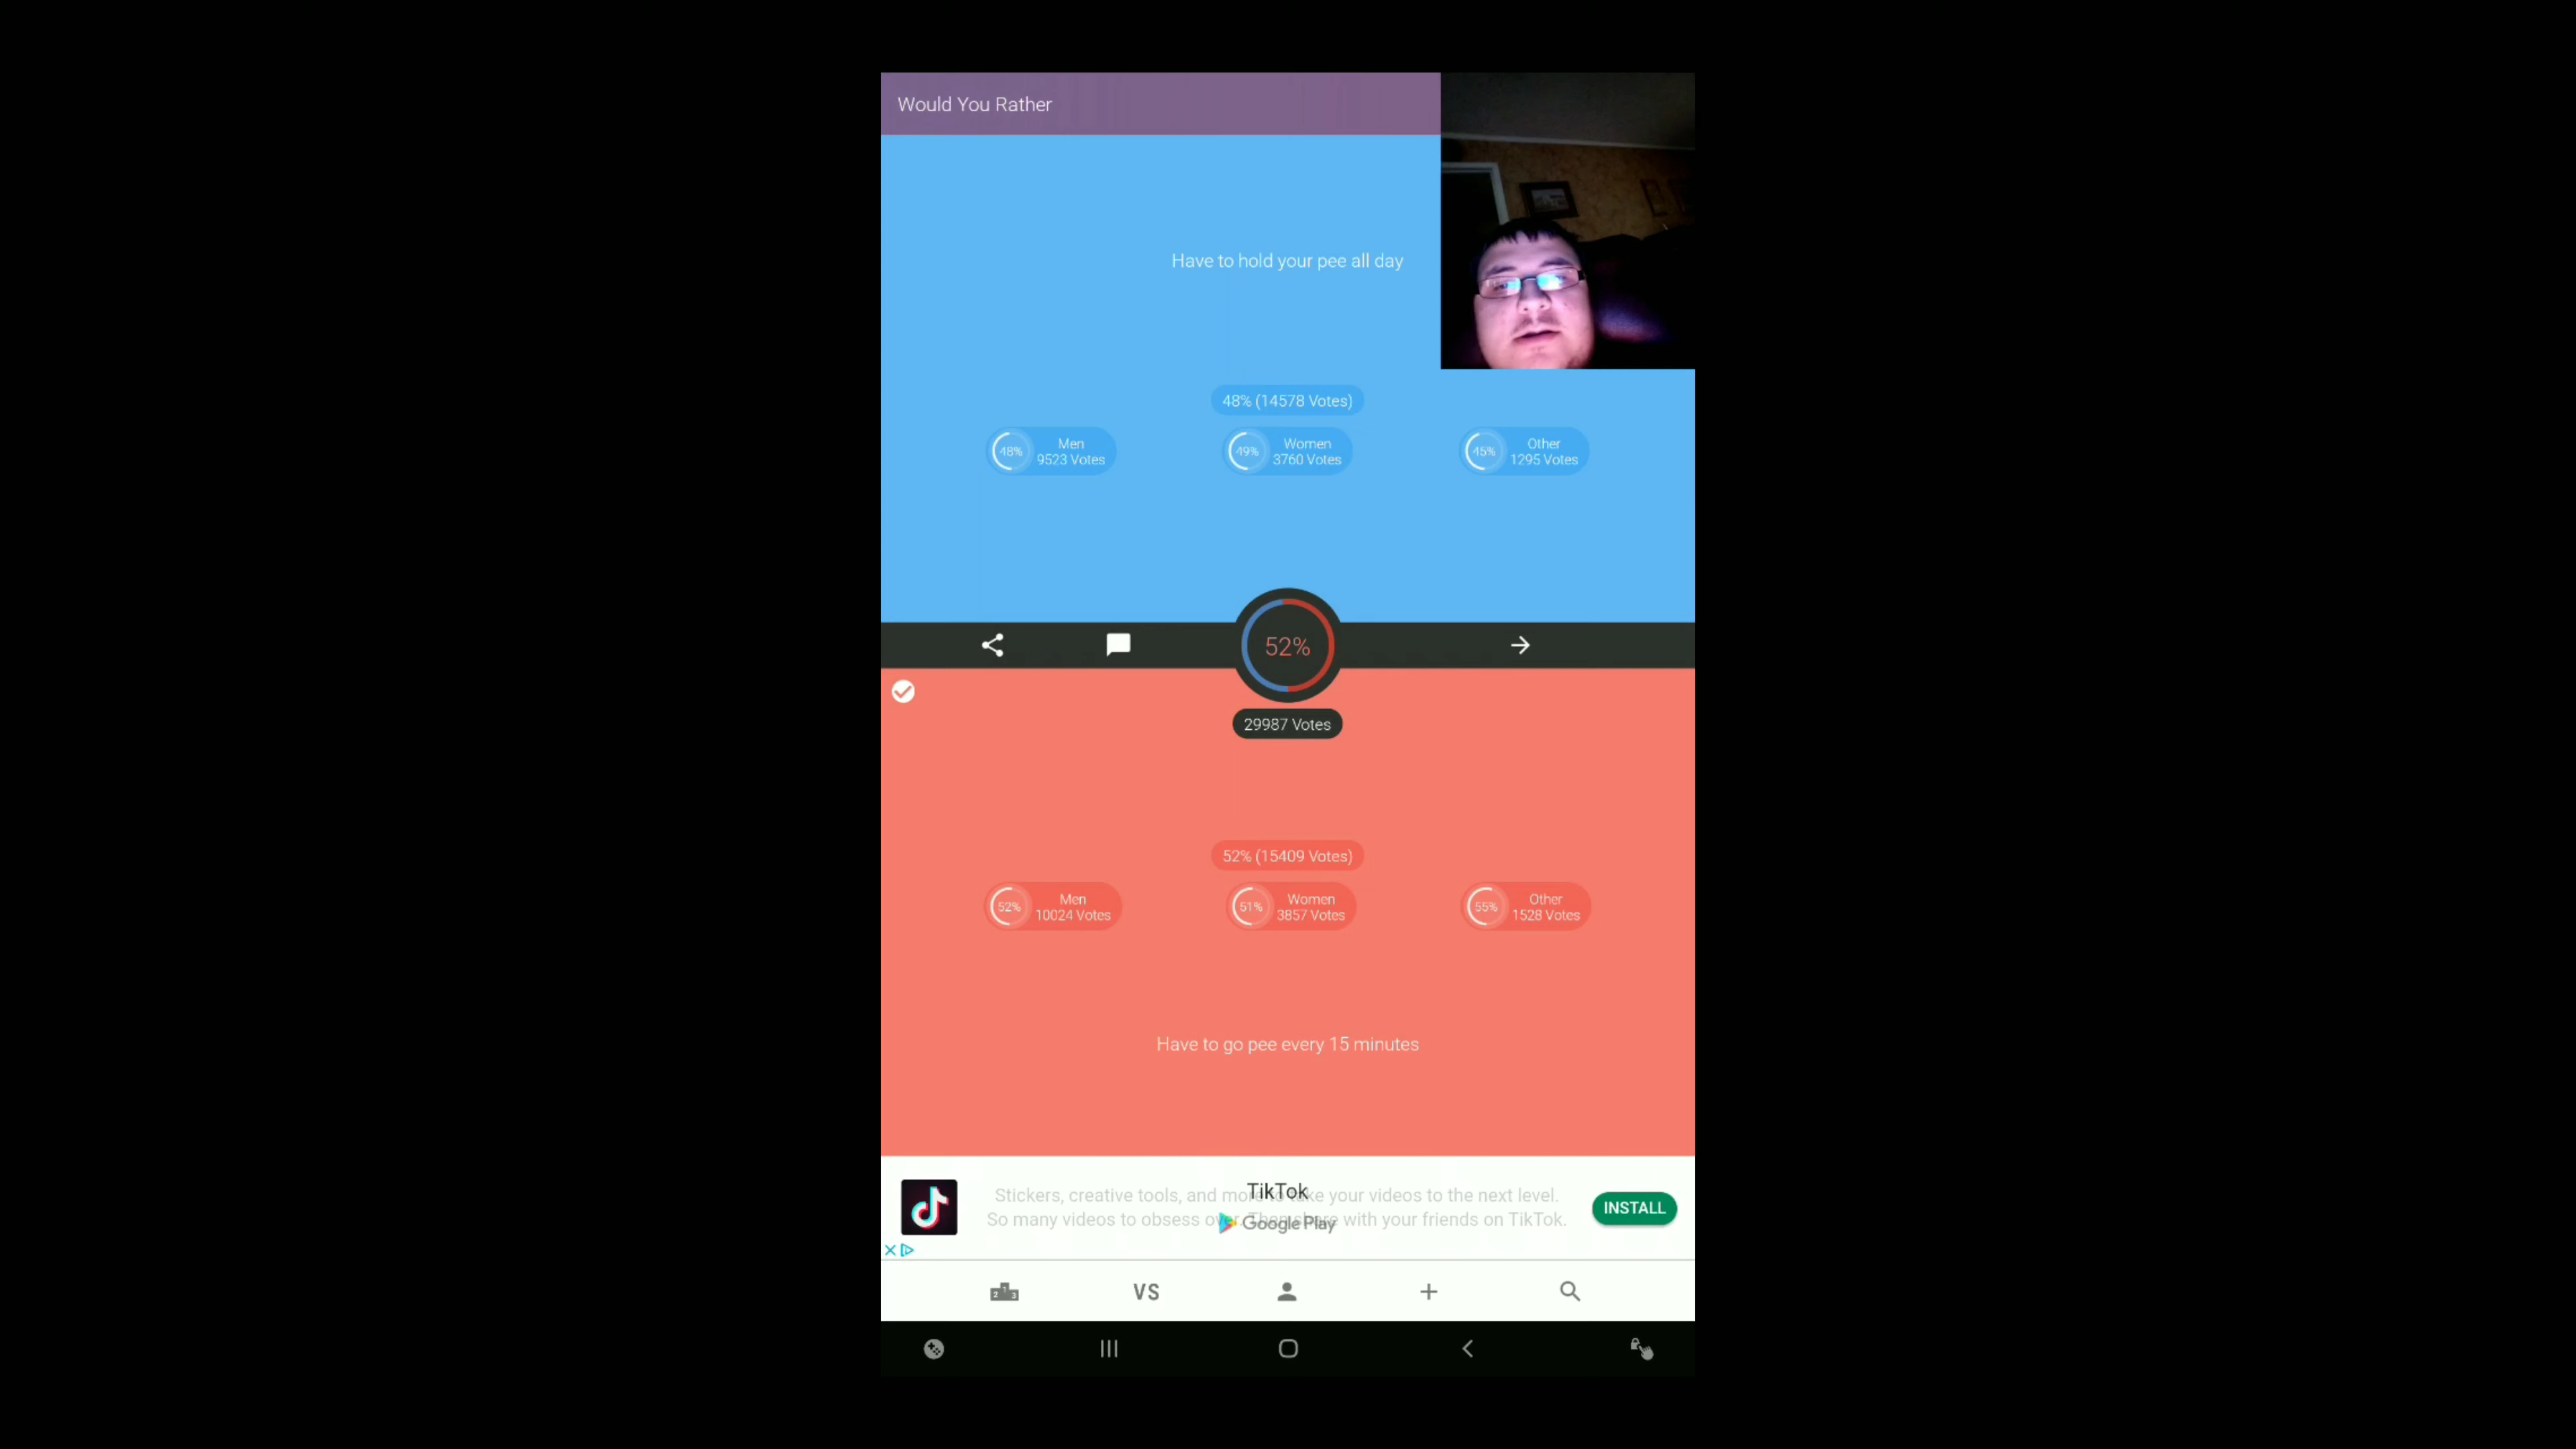 Would You Rather
Have to hold your pee all day
48% (14578 Votes)
48%
Men
9523 Votes
49%
Women
3760 Votes
45%
Other
1295 Votes
52%
29987 Votes
52% (15409 Votes)
52%
Men
10024 Votes
51%
Women
3857 Votes
55%
Other
1528 Votes
Have to go pee every 15 minutes
TikTok
Google Play
Stickers, creative tools, and more to take your videos to the next level.
So many videos to obsess over. Then share with your friends on TikTok.
INSTALL
2 1 3
VS